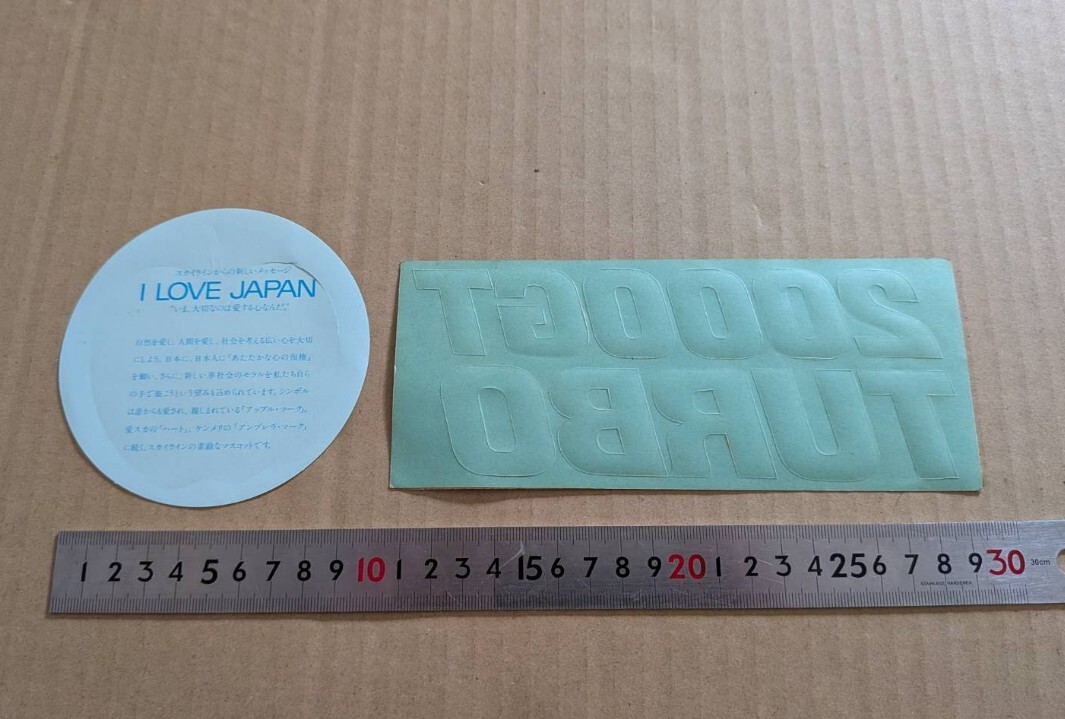 スカイラインからの新しいメッセージ
I LOVE JAPAN
"いま、大切なのは愛する心なんだ。"
自然を愛し、人間を愛し、社会を考える広い心を大切
にしよう。日本に、日本人に「あたたかな心の復権」
を願い、さらに、新しい車社会のモラルを私たち自ら
の手で築こうという望みも込められています。シンボル
は誰からも愛され、親しまれている「アップル・マーク」。
愛スカの「ハート」、ケンメリの「アンブレラ・マーク」
に続くスカイラインの素敵なマスコットです。
2000GT
TURBO
1 2 3 4 5 6 7 8 9 10 1 2 3 4 15 6 7 8 9 20 1 2 3 4 25 6 7 8 9 30 30cm
STAINLESS HARDENED